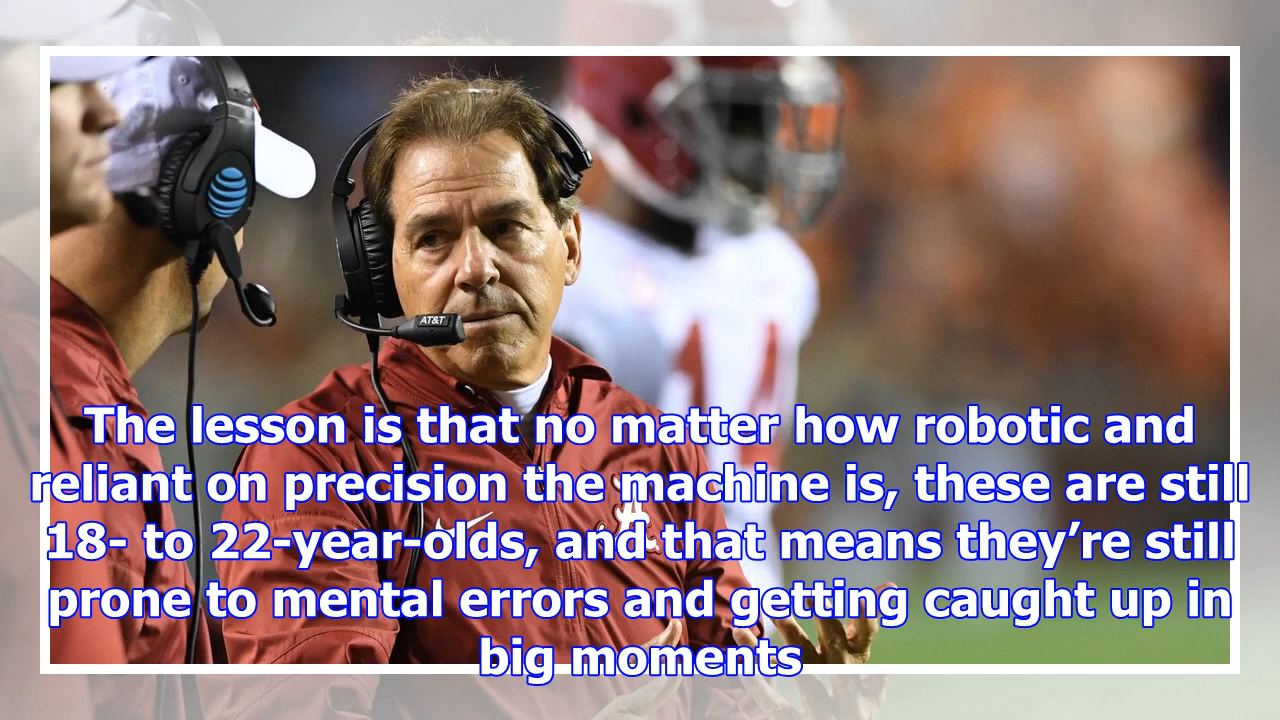 AT&T
The lesson is that no matter how robotic and
reliant on precision the machine is, these are still
18- to 22-year-olds, and that means they’re still
prone to mental errors and getting caught up in
big moments